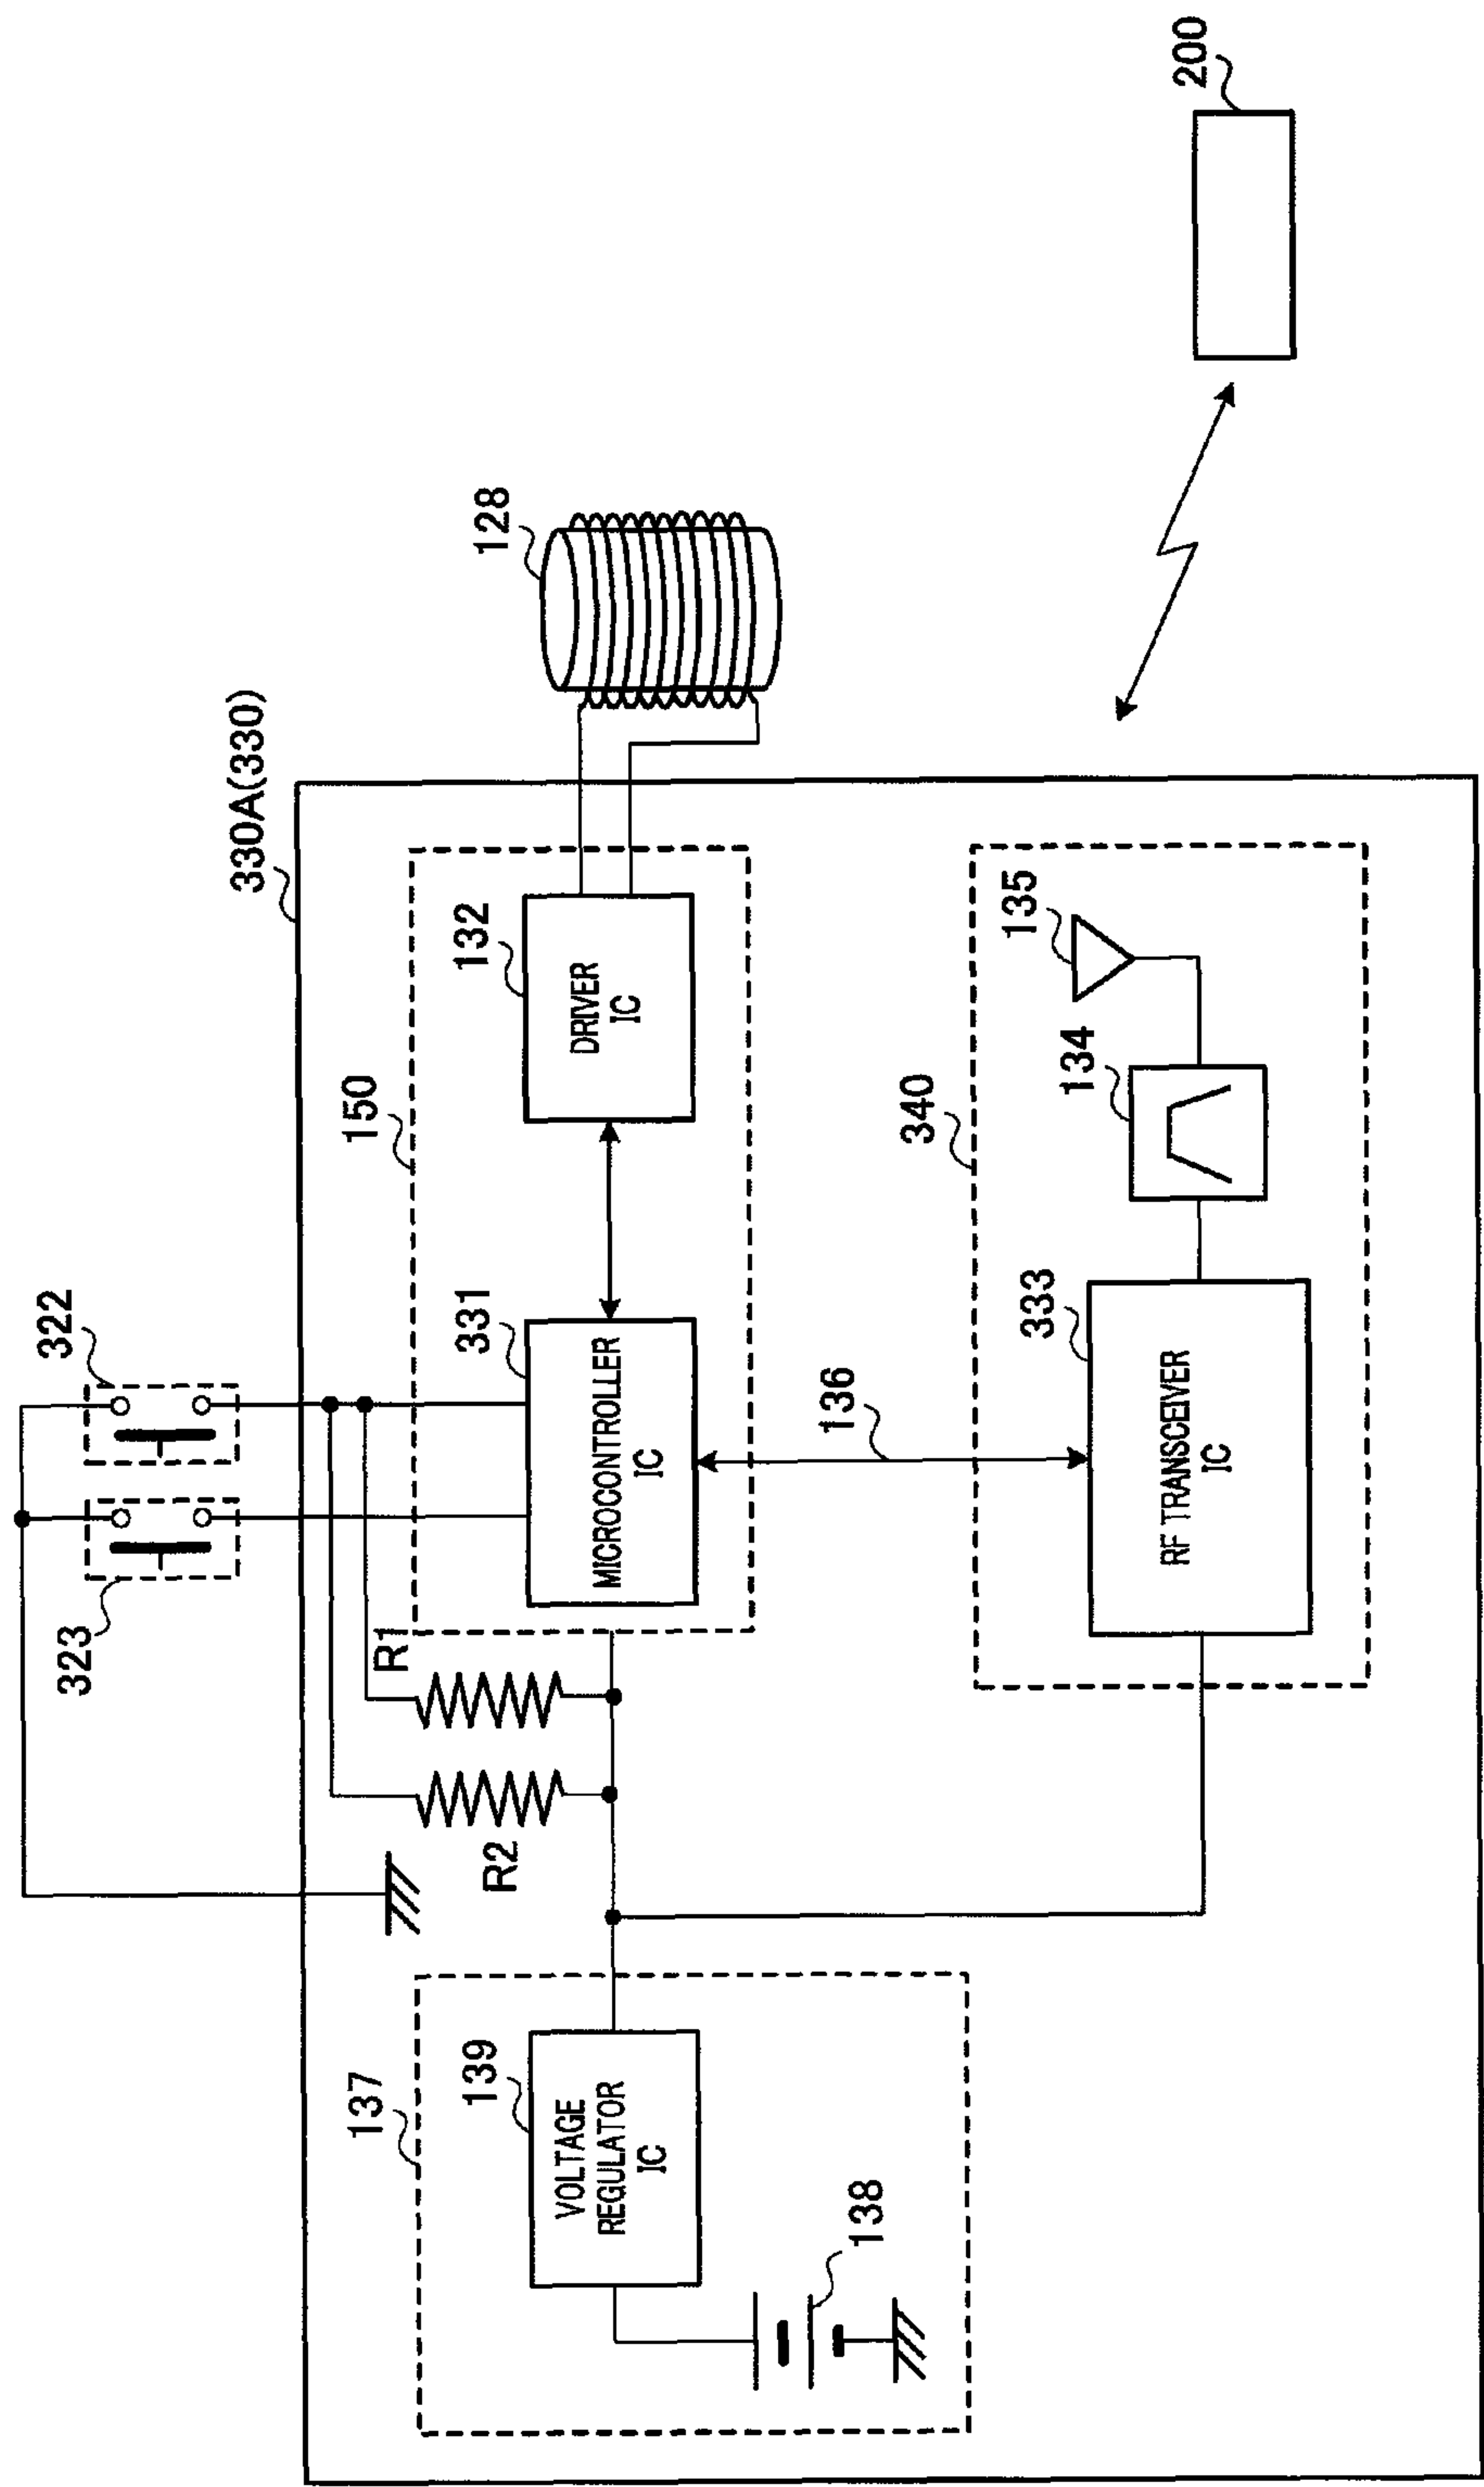 322
323
330A(330)
R1
R2
150
331
MICROCONTROLLER
IC
132
DRIVER
IC
128
137
139
VOLTAGE
REGULATOR
IC
138
136
340
333
RF TRANSCEIVER
IC
134
135
200